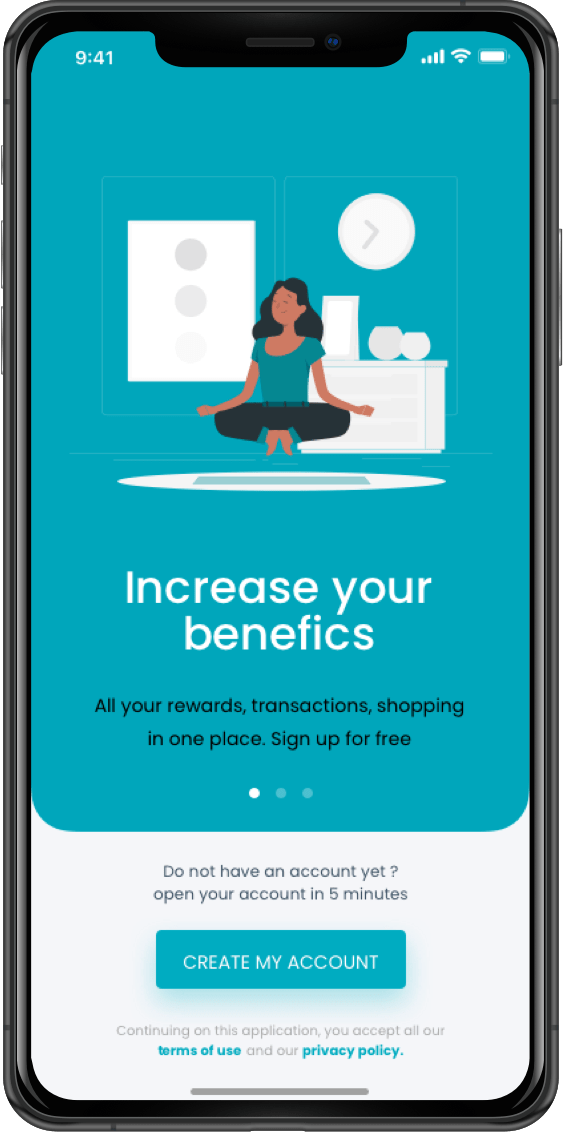 9:41
Increase your
benefics
All your rewards, transactions, shopping
in one place. Sign up for free
Do not have an account yet ?
open your account in 5 minutes
CREATE MY ACCOUNT
Continuing on this application, you accept all our
terms of use and our privacy policy.